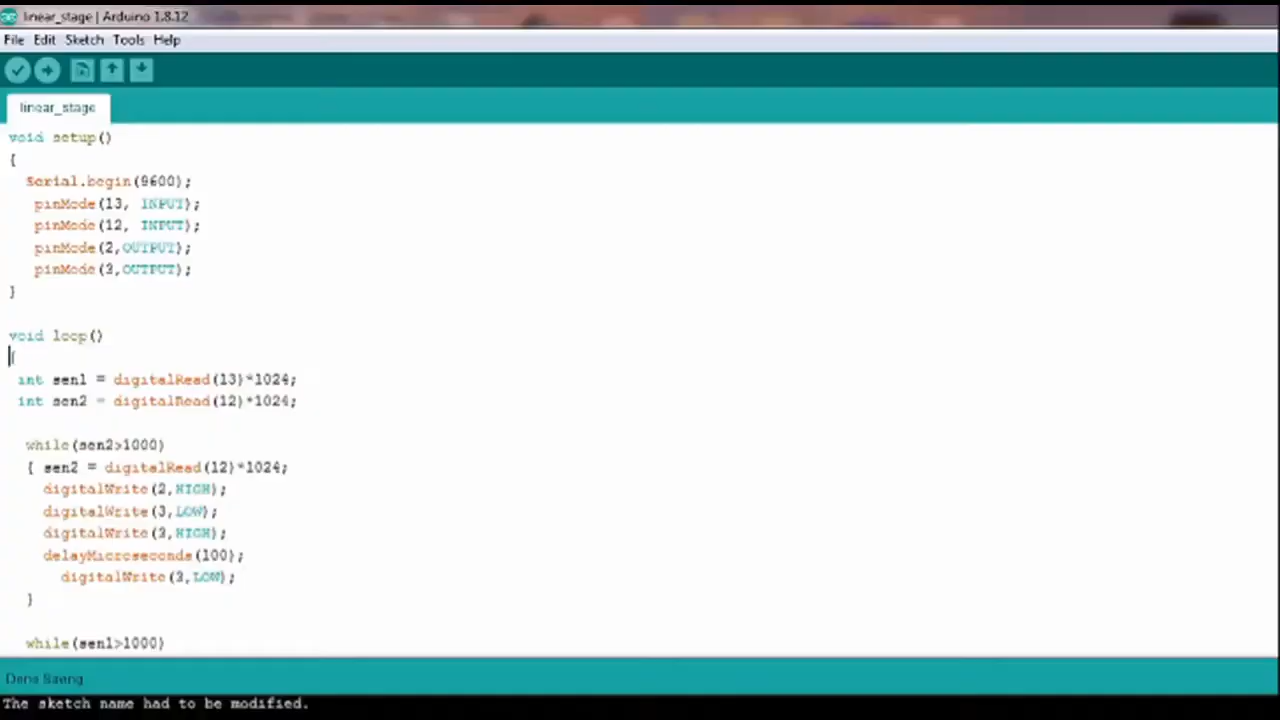 linear_stage | Arduino 1.8.12
File Edit Sketch Tools Help
linear_stage
void setup()
{
Serial.begin(9600);
pinMode(13, INPUT);
pinMode(12, INPUT);
pinMode(2,OUTPUT);
pinMode(3,OUTPUT);
}
void loop()
{
int sen1 = digitalRead(13)*1024;
int sen2 = digitalRead(12)*1024;
while(sen2>1000)
{ sen2 = digitalRead(12)*1024;
digitalWrite(2,HIGH);
digitalWrite(3,LOW);
digitalWrite(3,HIGH);
delayMicroseconds(100);
digitalWrite(3,LOW);
}
while(sen1>1000)
Done Saving
The sketch name had to be modified.